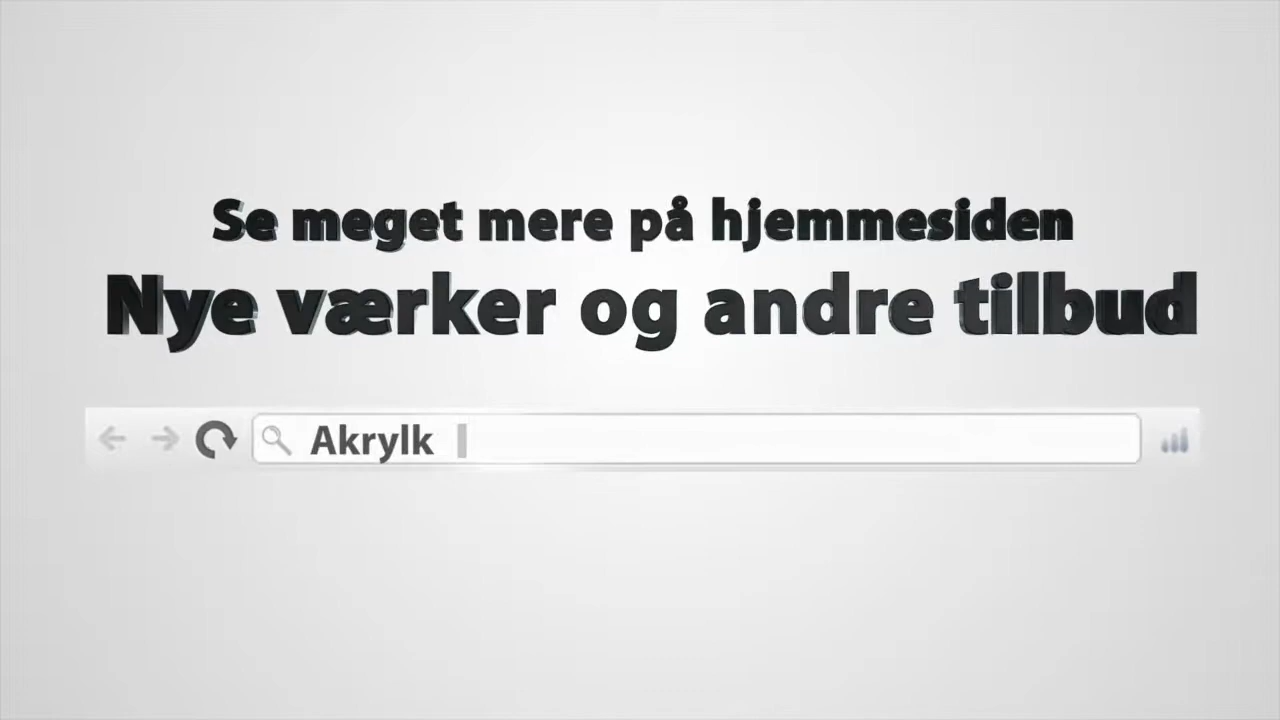 Se meget mere på hjemmesiden
Nye værker og andre tilbud
Akrylk